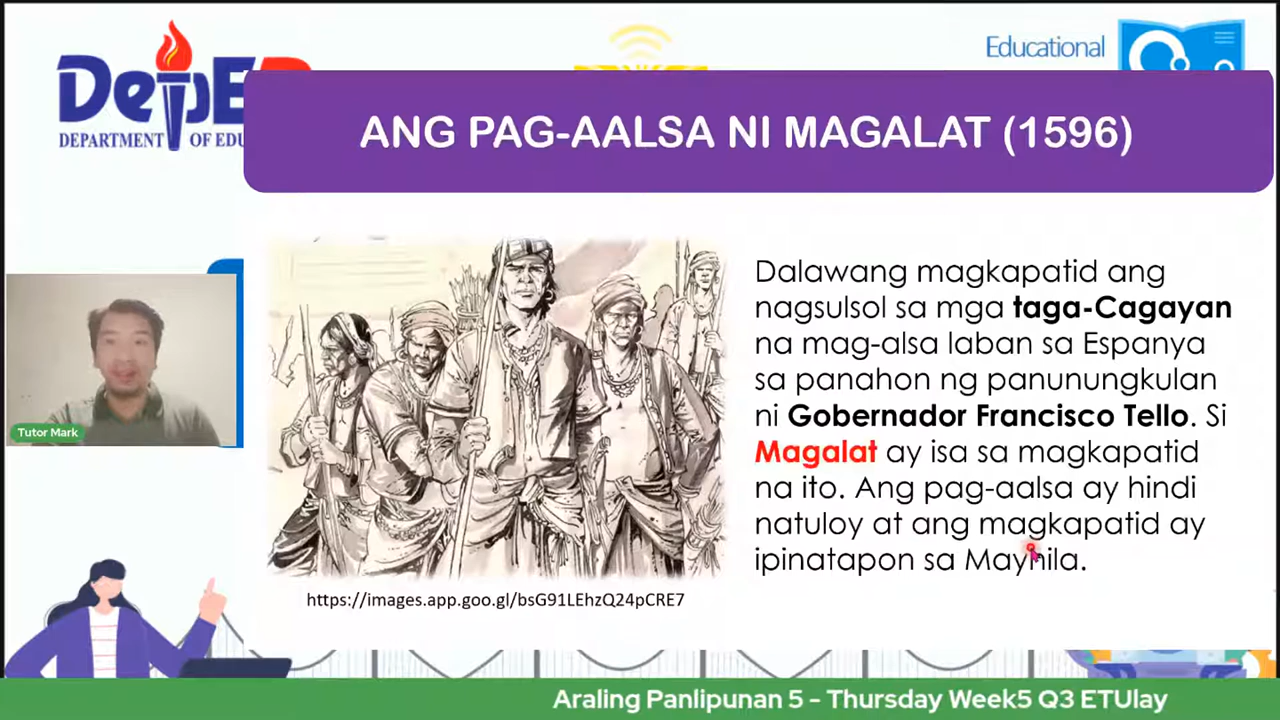 DepED
DEPARTMENT OF EDU
Educational
ANG PAG-AALSA NI MAGALAT (1596)
Dalawang magkapatid ang
nagsulsol sa mga taga-Cagayan
na mag-alsa laban sa Espanya
sa panahon ng panunungkulan
ni Gobernador Francisco Tello. Si
Magalat ay isa sa magkapatid
na ito. Ang pag-aalsa ay hindi
natuloy at ang magkapatid ay
ipinatapon sa Maynila.
Tutor Mark
https://images.app.goo.gl/bsG91LEhzQ24pCRE7
Araling Panlipunan 5 - Thursday Week5 Q3 ETUlay